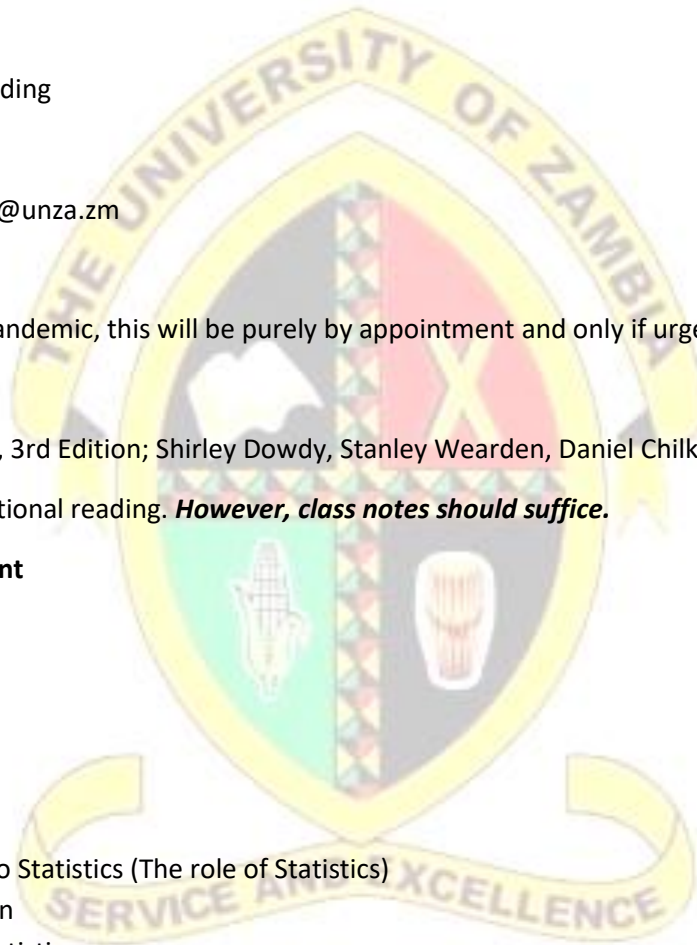 ding
@unza.zm
andemic, this will be purely by appointment and only if urge
, 3rd Edition; Shirley Dowdy, Stanley Wearden, Daniel Chilk
tional reading. However, class notes should suffice.
nt
o Statistics (The role of Statistics)
n
THE UNIVERSITY OF ZAMBIA
SERVICE AND EXCELLENCE